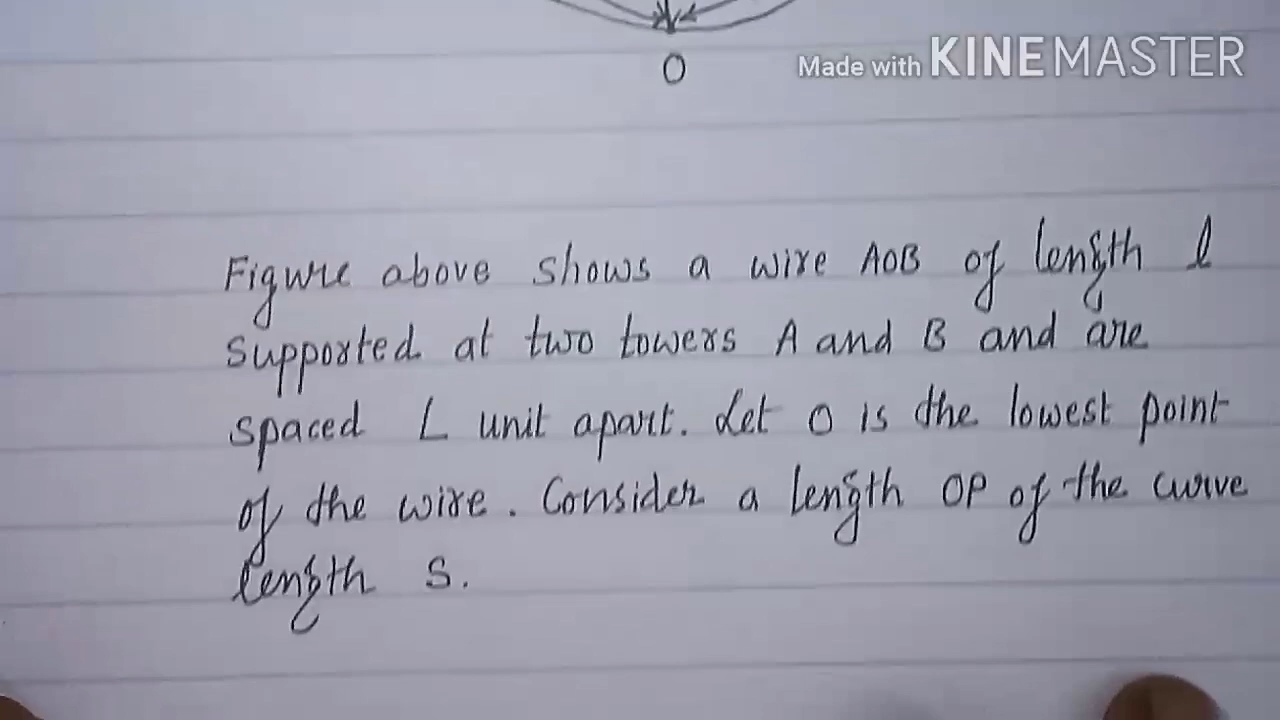 O
Made with KINEMASTER
Figure above shows a wire AOB of length l
supported at two towers A and B and are
spaced L unit apart. Let O is the lowest point
of the wire. Consider a length OP of the curve
length S.